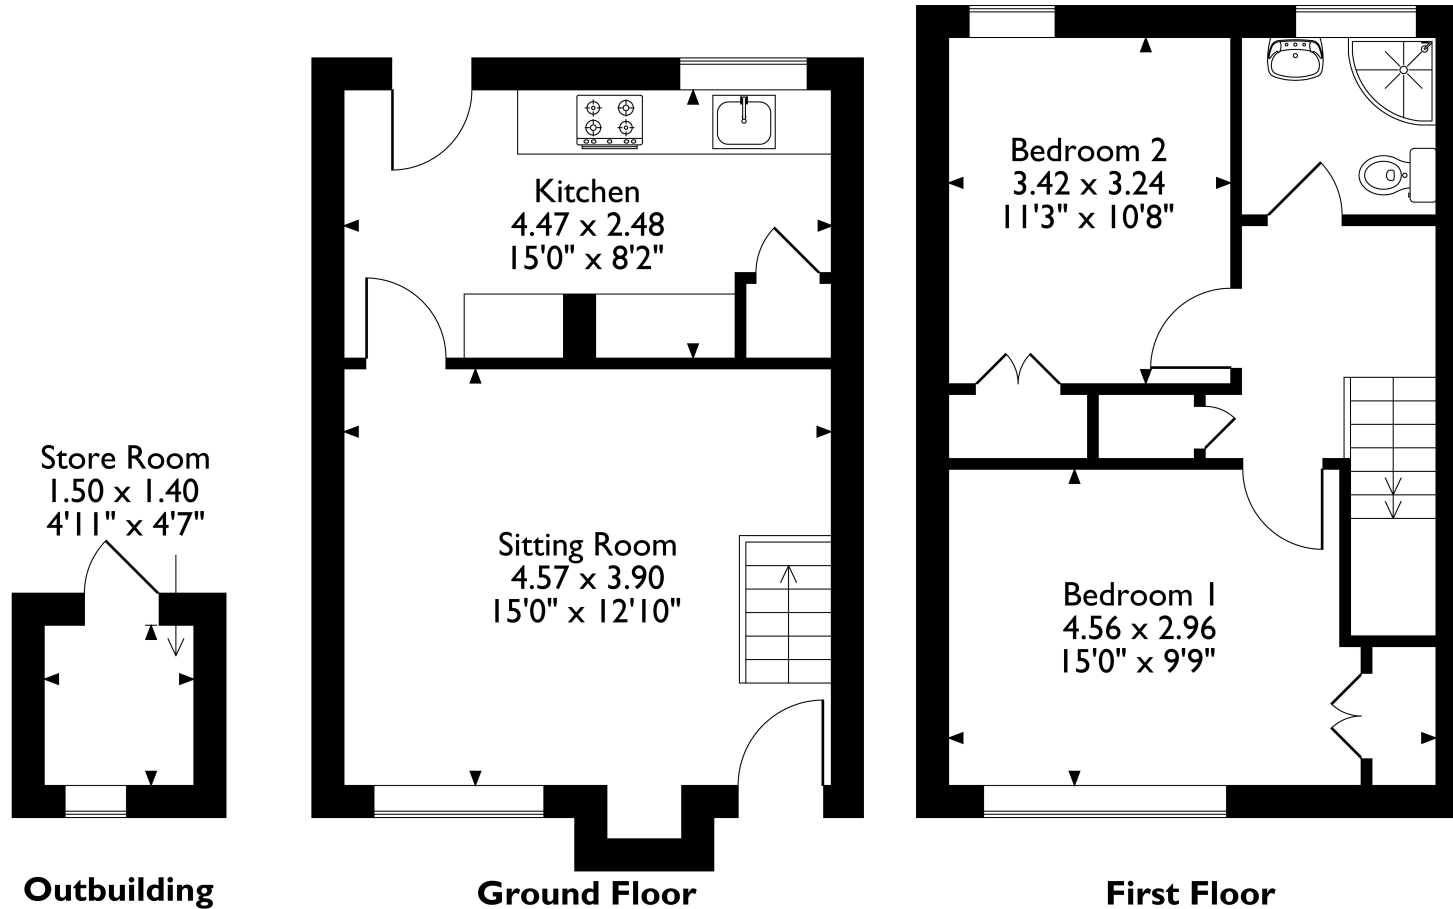 Store Room
1.50 x 1.40
4'11" x 4'7"
Outbuilding
Kitchen
4.47 x 2.48
15'0" x 8'2"
Sitting Room
4.57 x 3.90
15'0" x 12'10"
Ground Floor
Bedroom 2
3.42 x 3.24
11'3" x 10'8"
Bedroom 1
4.56 x 2.96
15'0" x 9'9"
First Floor